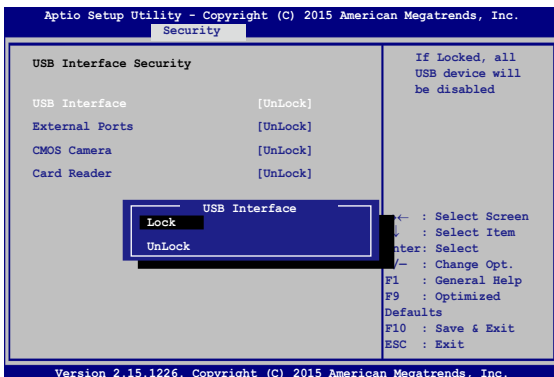 Aptio Setup Utility - Copyright (C) 2015 American Megatrends, Inc.
Security
USB Interface Security
USB Interface [UnLock]
External Ports [UnLock]
CMOS Camera [UnLock]
Card Reader [UnLock]
If Locked, all
USB device will
be disabled
USB Interface
Lock
UnLock
→← : Select Screen
↓ : Select Item
nter: Select
/— : Change Opt.
F1 : General Help
F9 : Optimized
Defaults
F10 : Save & Exit
ESC : Exit
Version 2.15.1226. Copyright (C) 2015 American Megatrends, Inc.